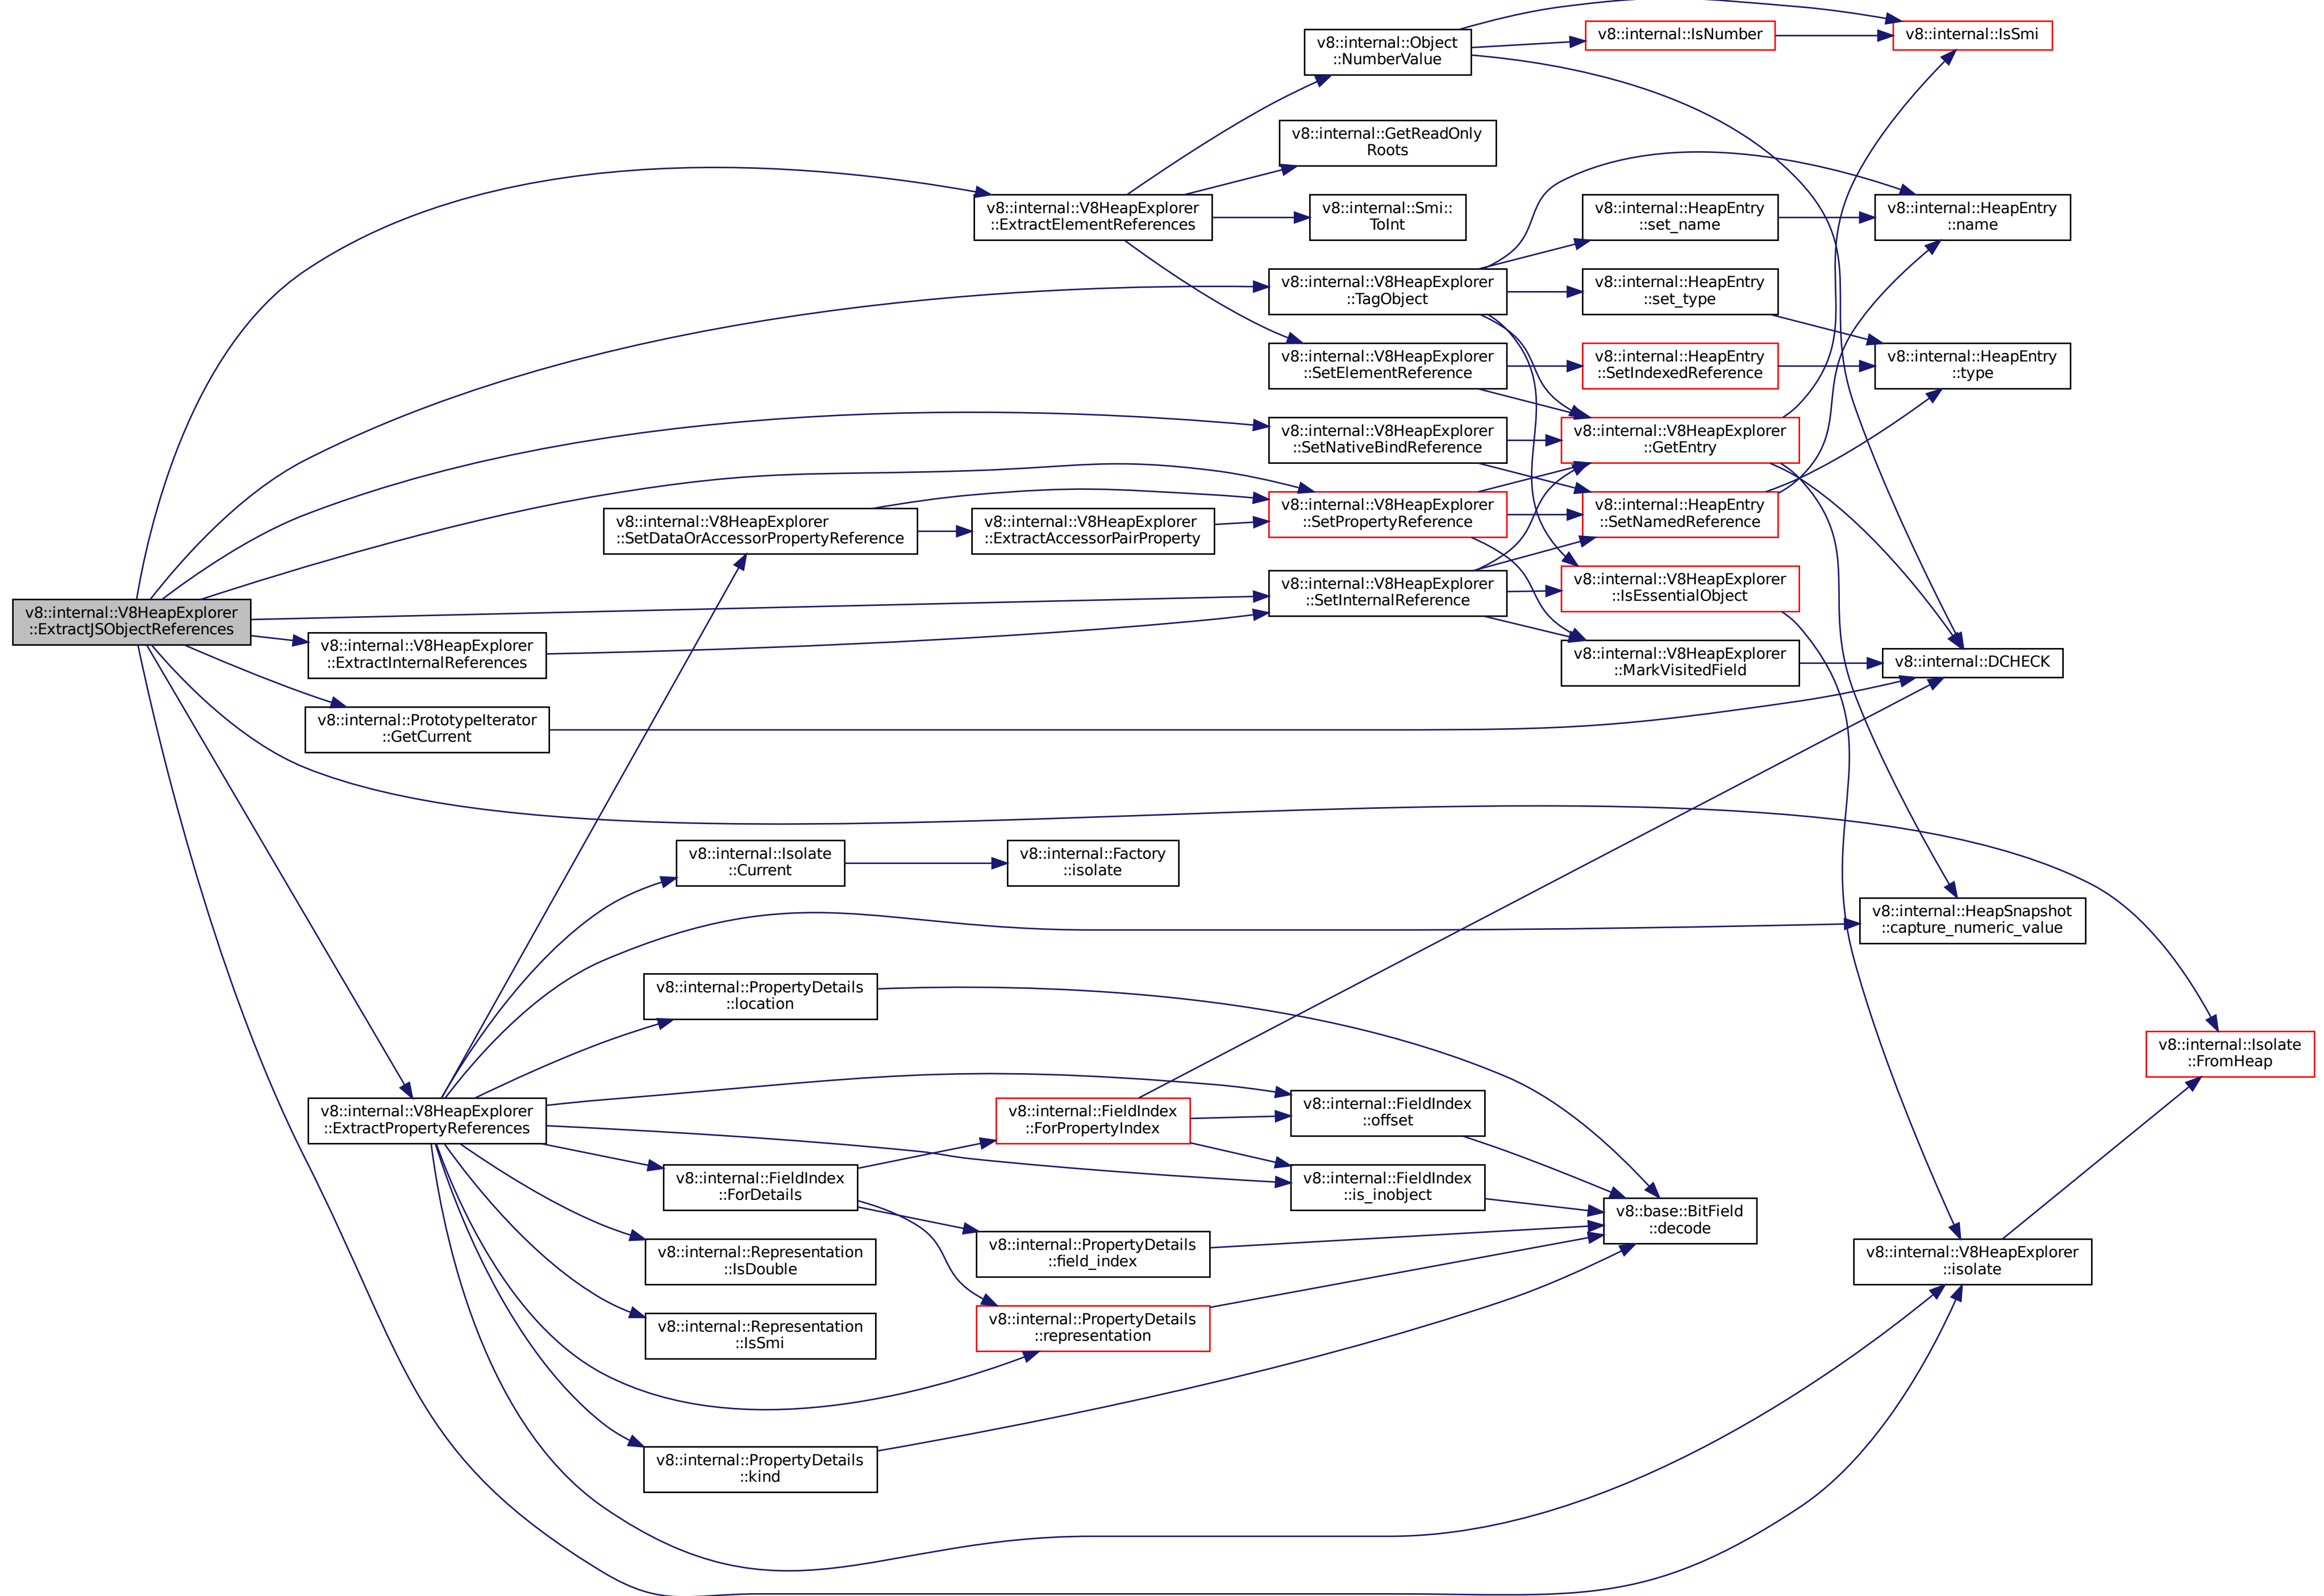 v8::internal::Object
::NumberValue
v8::internal::IsNumber
v8::internal::IsSmi
v8::internal::GetReadOnly
Roots
v8::internal::V8HeapExplorer
::ExtractElementReferences
v8::internal::Smi::
ToInt
v8::internal::HeapEntry
::set_name
v8::internal::HeapEntry
::name
v8::internal::V8HeapExplorer
::TagObject
v8::internal::HeapEntry
::set_type
v8::internal::V8HeapExplorer
::SetElementReference
v8::internal::HeapEntry
::SetIndexedReference
v8::internal::HeapEntry
::type
v8::internal::V8HeapExplorer
::SetNativeBindReference
v8::internal::V8HeapExplorer
::GetEntry
v8::internal::V8HeapExplorer
::SetDataOrAccessorPropertyReference
v8::internal::V8HeapExplorer
::ExtractAccessorPairProperty
v8::internal::V8HeapExplorer
::SetPropertyReference
v8::internal::HeapEntry
::SetNamedReference
v8::internal::V8HeapExplorer
::ExtractJSObjectReferences
v8::internal::V8HeapExplorer
::SetInternalReference
v8::internal::V8HeapExplorer
::IsEssentialObject
v8::internal::V8HeapExplorer
::ExtractInternalReferences
v8::internal::V8HeapExplorer
::MarkVisitedField
v8::internal::DCHECK
v8::internal::PrototypeIterator
::GetCurrent
v8::internal::Isolate
::Current
v8::internal::Factory
::isolate
v8::internal::HeapSnapshot
::capture_numeric_value
v8::internal::PropertyDetails
::location
v8::internal::Isolate
::FromHeap
v8::internal::V8HeapExplorer
::ExtractPropertyReferences
v8::internal::FieldIndex
::ForPropertyIndex
v8::internal::FieldIndex
::offset
v8::internal::FieldIndex
::ForDetails
v8::internal::FieldIndex
::is_inobject
v8::base::BitField
::decode
v8::internal::Representation
::IsDouble
v8::internal::PropertyDetails
::field_index
v8::internal::V8HeapExplorer
::isolate
v8::internal::Representation
::IsSmi
v8::internal::PropertyDetails
::representation
v8::internal::PropertyDetails
::kind